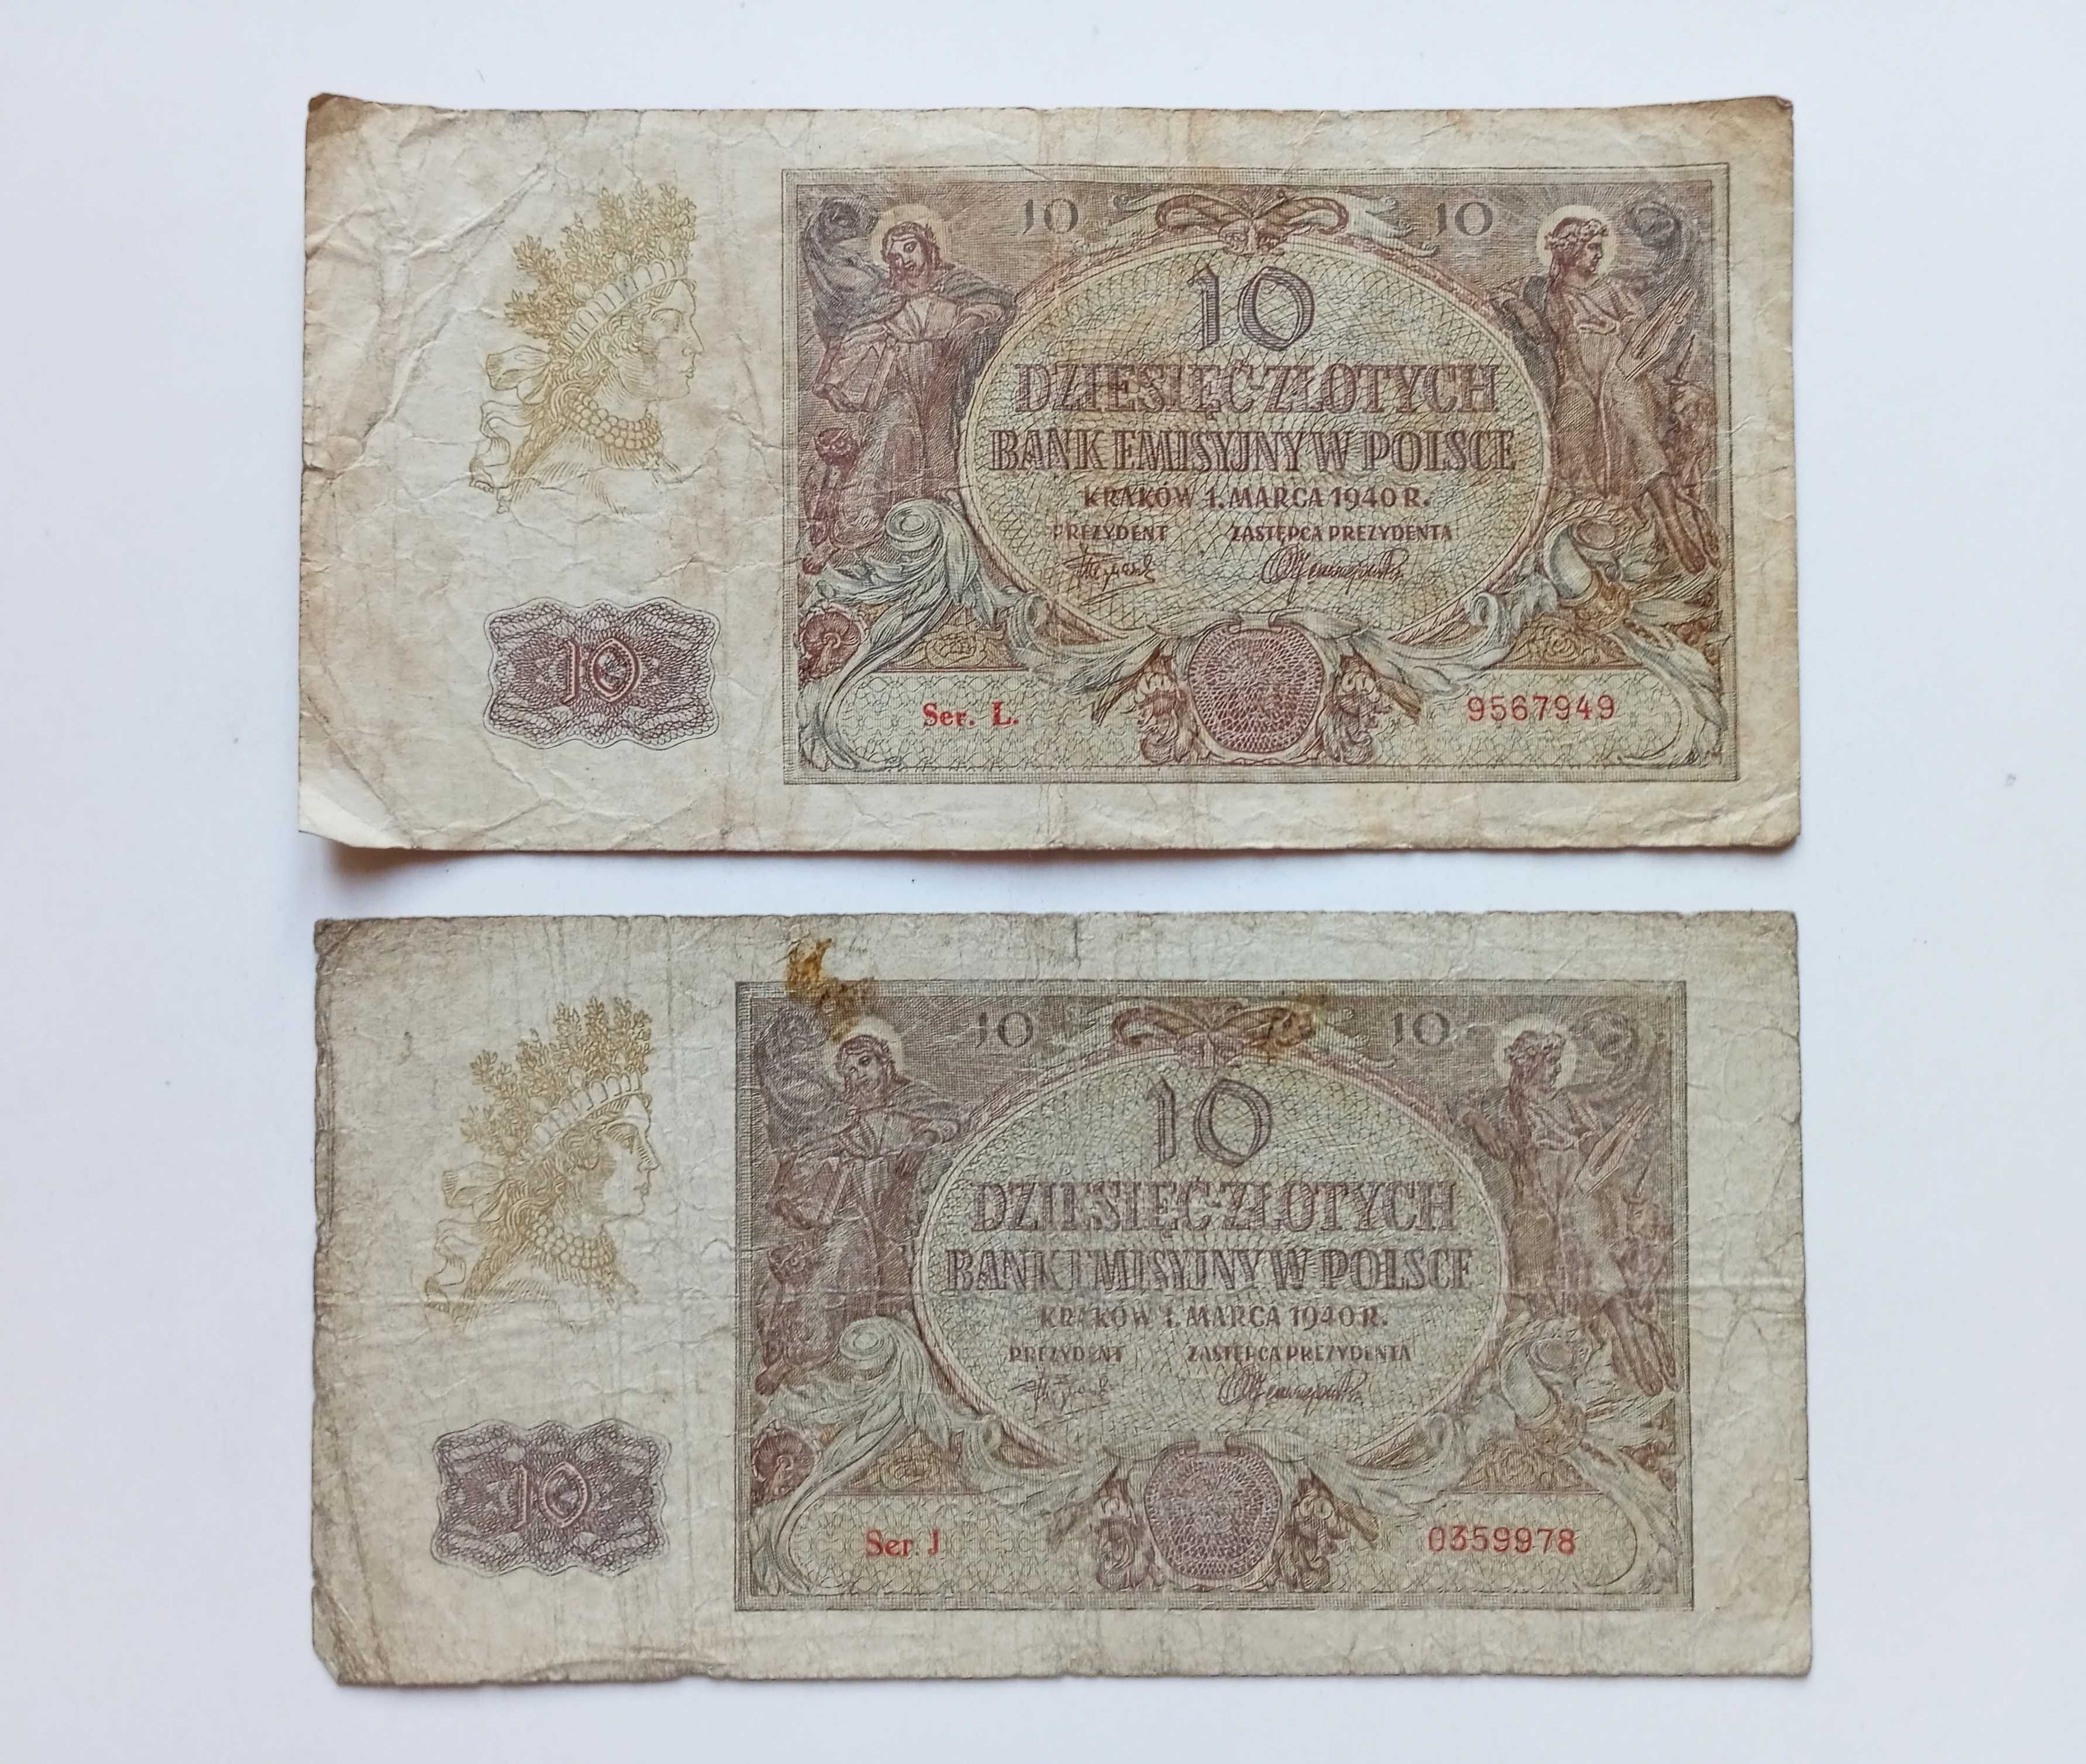 10 10
10
DZIESIĘĆ ZŁOTYCH
BANK EMISYJNY W POLSCE
KRAKÓW 1. MARCA 1940 R.
PREZYDENT ZASTĘPCA PREZYDENTA
10
Ser. L. 9567949
10 10
10
DZIESIĘĆ ZŁOTYCH
BANK EMISYJNY W POLSCE
KRAKÓW 1. MARCA 1940 R.
PREZYDENT ZASTĘPCA PREZYDENTA
10
Ser. J 0359978